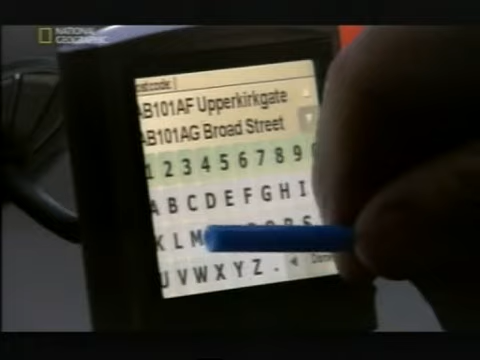 NATIONAL
GEOGRAPHIC
AB101AF Upperkirkgate
AB101AG Broad Street
1 2 3 4 5 6 7 8 9
A B C D E F G H I
K L M
U V W X Y Z .